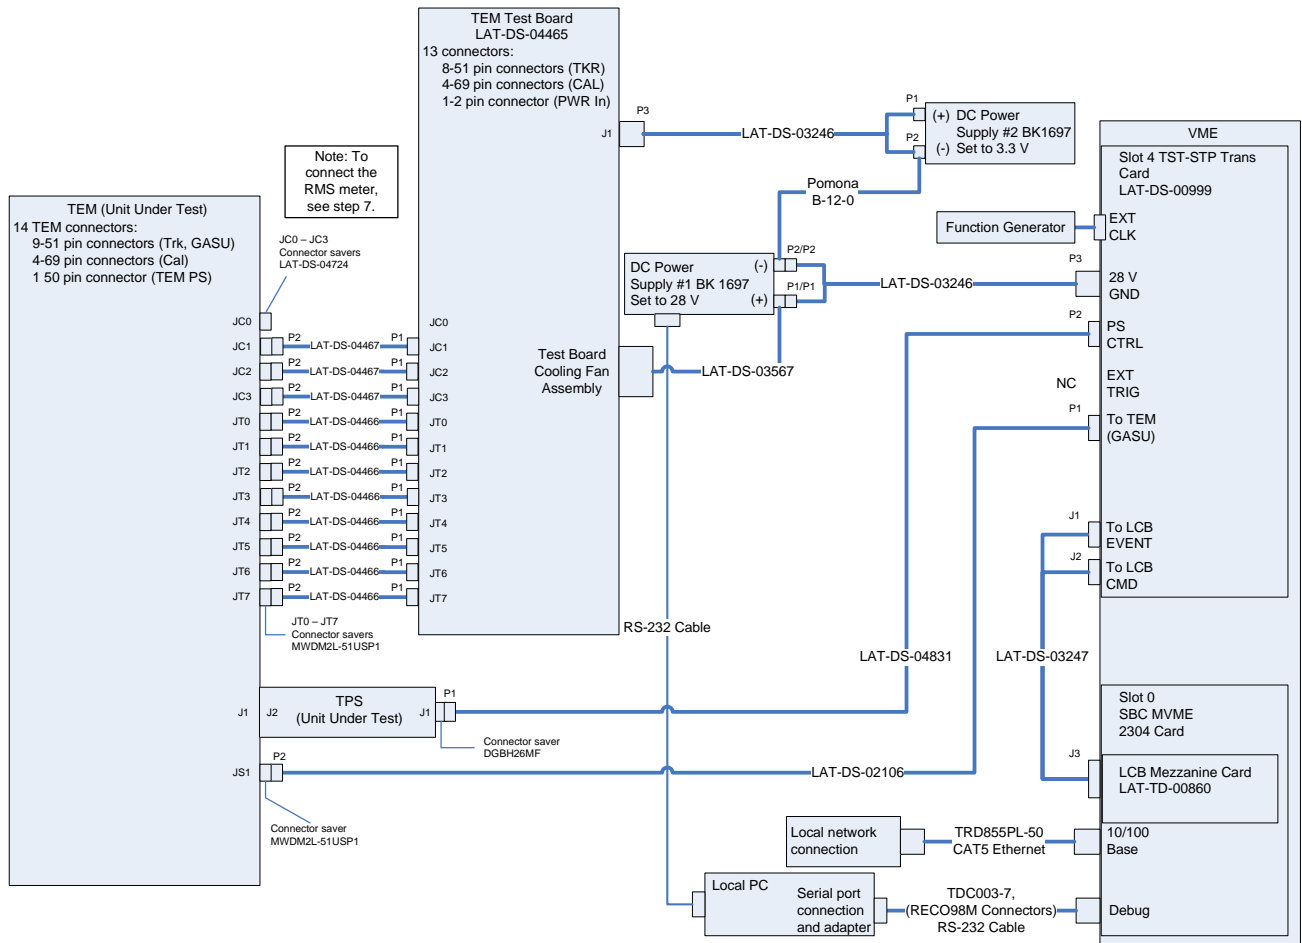 TEM Test Board
LAT-DS-04465
13 connectors:
8-51 pin connectors (TKR)
4-69 pin connectors (CAL)
1-2 pin connector (PWR In)
J1
P3
LAT-DS-03246
P1
P2
(+) DC Power
Supply #2 BK1697
(-) Set to 3.3 V
Pomona
B-12-0
Note: To
connect the
RMS meter,
see step 7.
TEM (Unit Under Test)
14 TEM connectors:
9-51 pin connectors (Trk, GASU)
4-69 pin connectors (Cal)
1 50 pin connector (TEM PS)
JC0 – JC3
Connector savers
LAT-DS-04724
DC Power
Supply #1 BK 1697
Set to 28 V
(-)
(+)
P2/P2
P1/P1
LAT-DS-03246
Test Board
Cooling Fan
Assembly
LAT-DS-03567
JC0
JC0
JC1 P2 LAT-DS-04467 P1 JC1
JC2 P2 LAT-DS-04467 P1 JC2
JC3 P2 LAT-DS-04467 P1 JC3
JT0 P2 LAT-DS-04466 P1 JT0
JT1 P2 LAT-DS-04466 P1 JT1
JT2 P2 LAT-DS-04466 P1 JT2
JT3 P2 LAT-DS-04466 P1 JT3
JT4 P2 LAT-DS-04466 P1 JT4
JT5 P2 LAT-DS-04466 P1 JT5
JT6 P2 LAT-DS-04466 P1 JT6
JT7 P2 LAT-DS-04466 P1 JT7
JT0 – JT7
Connector savers
MWDM2L-51USP1
RS-232 Cable
J1
J2
TPS
(Unit Under Test)
J1
P1
Connector saver
DGBH26MF
LAT-DS-04831
JS1
P2
LAT-DS-02106
Connector saver
MWDM2L-51USP1
VME
Slot 4 TST-STP Trans
Card
LAT-DS-00999
Function Generator
EXT
CLK
P3
28 V
GND
P2
PS
CTRL
NC
EXT
TRIG
P1
To TEM
(GASU)
J1
To LCB
EVENT
J2
To LCB
CMD
LAT-DS-03247
Slot 0
SBC MVME
2304 Card
J3
LCB Mezzanine Card
LAT-TD-00860
Local network
connection
TRD855PL-50
CAT5 Ethernet
10/100
Base
Local PC
Serial port
connection
and adapter
TDC003-7,
(RECO98M Connectors)
RS-232 Cable
Debug